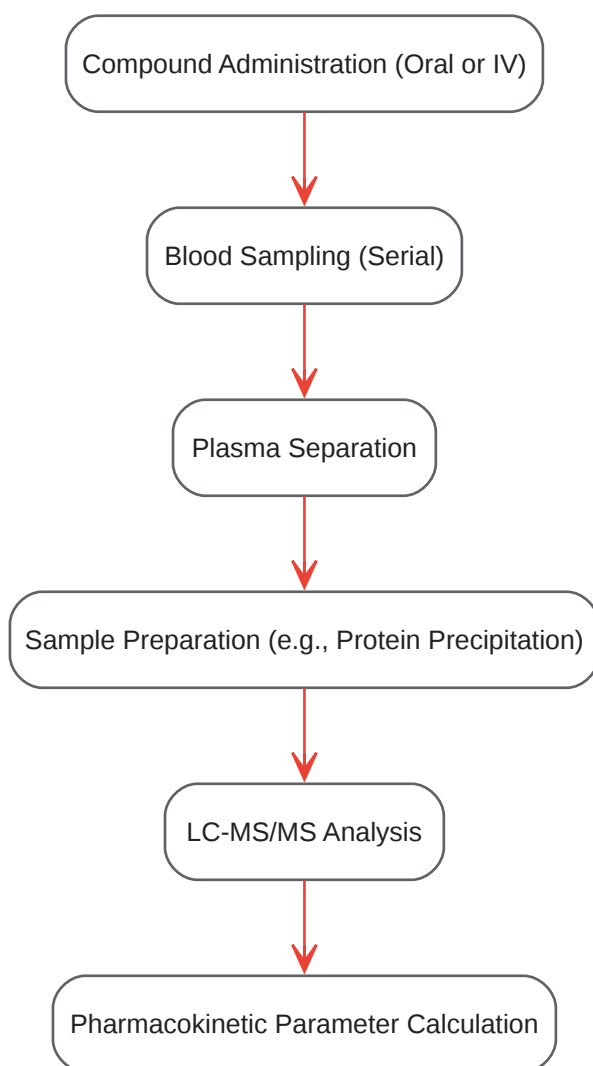 Compound Administration (Oral or IV)
Blood Sampling (Serial)
Plasma Separation
Sample Preparation (e.g., Protein Precipitation)
LC-MS/MS Analysis
Pharmacokinetic Parameter Calculation